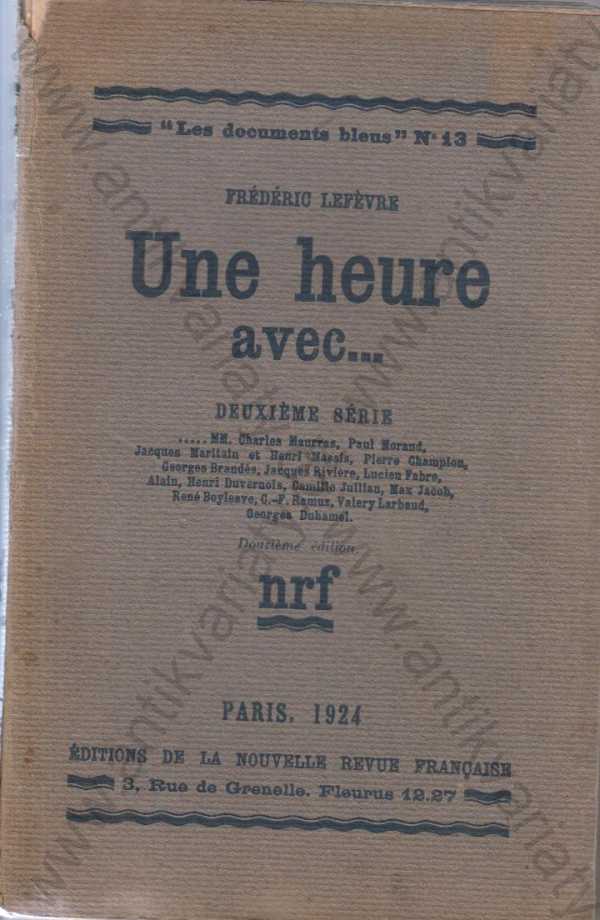 "Les documents bleus" Nº 13
FRÉDÉRIC LEFÈVRE
Une heure
avec...
DEUXIÈME SÉRIE
.....MM. Charles Maurras, Paul Morand,
Jacques Maritain et Henri Massis, Pierre Champion,
Georges Brandès, Jacques Rivière, Lucien Fabre,
Alain, Henri Duvernois, Camille Jullian, Max Jacob,
René Boylesve, C.-F. Ramuz, Valery Larbaud,
Georges Duhamel.
Douzième édition
nrf
PARIS, 1924
ÉDITIONS DE LA NOUVELLE REVUE FRANÇAISE
3, Rue de Grenelle. Fleurus 12.27